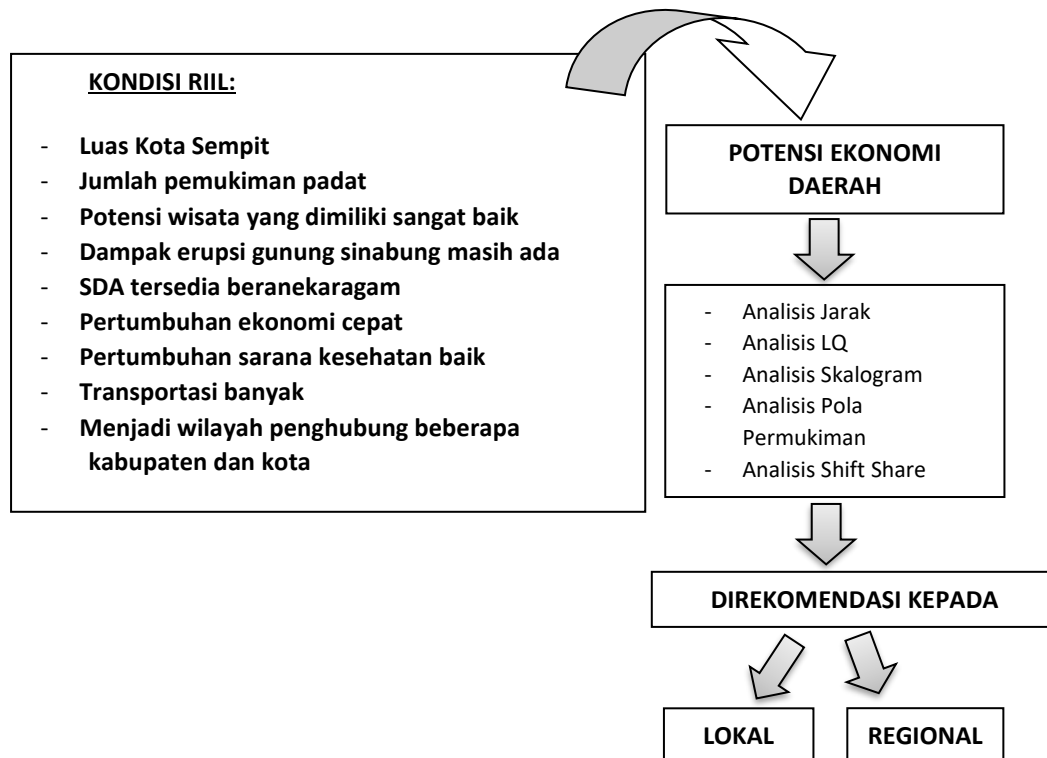 KONDISI RIIL:
- Luas Kota Sempit
- Jumlah pemukiman padat
- Potensi wisata yang dimiliki sangat baik
- Dampak erupsi gunung sinabung masih ada
- SDA tersedia beranekaragam
- Pertumbuhan ekonomi cepat
- Pertumbuhan sarana kesehatan baik
- Transportasi banyak
- Menjadi wilayah penghubung beberapa
kabupaten dan kota
POTENSI EKONOMI
DAERAH
- Analisis Jarak
- Analisis LQ
- Analisis Skalogram
- Analisis Pola
Permukiman
- Analisis Shift Share
DIREKOMENDASI KEPADA
LOKAL
REGIONAL